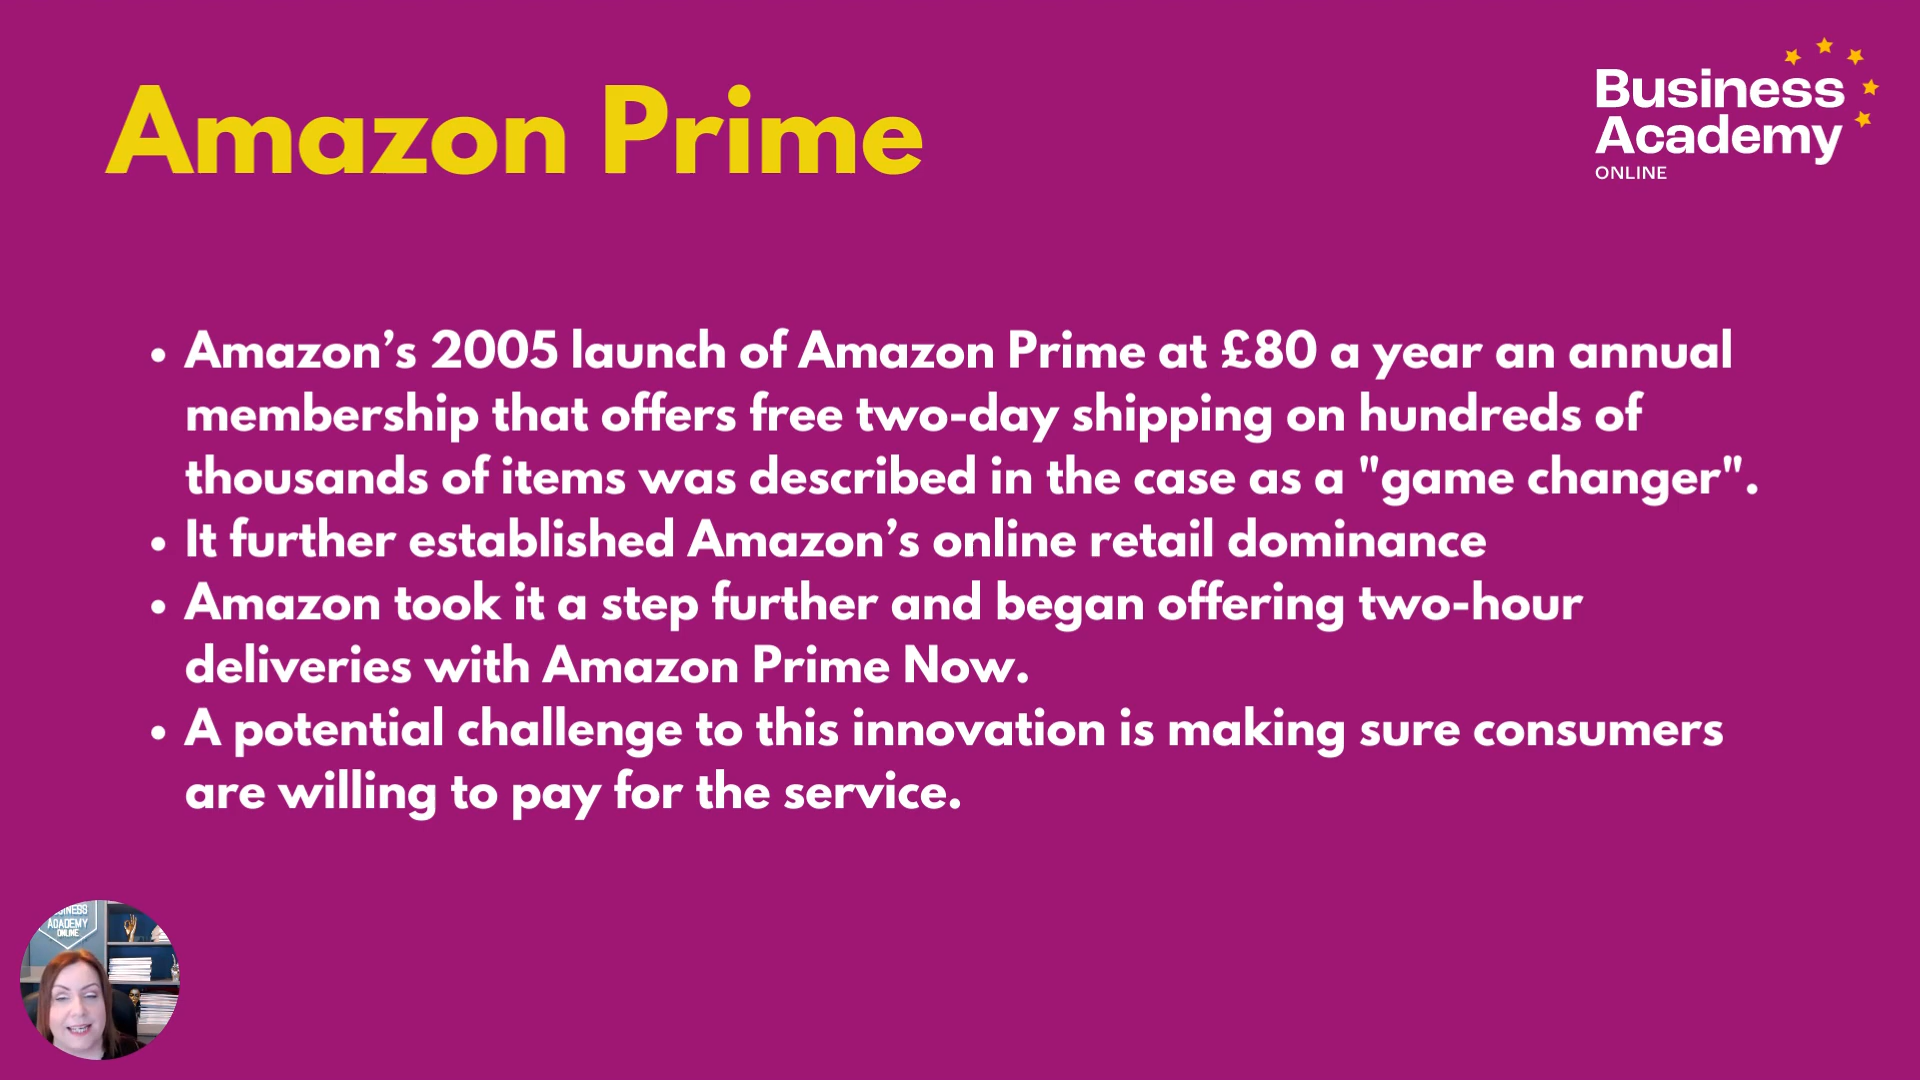 Amazon Prime
Business
Academy
ONLINE
• Amazon’s 2005 launch of Amazon Prime at £80 a year an annual
membership that offers free two-day shipping on hundreds of
thousands of items was described in the case as a "game changer".
• It further established Amazon’s online retail dominance
• Amazon took it a step further and began offering two-hour
deliveries with Amazon Prime Now.
• A potential challenge to this innovation is making sure consumers
are willing to pay for the service.
ACADEMY
ONLINE